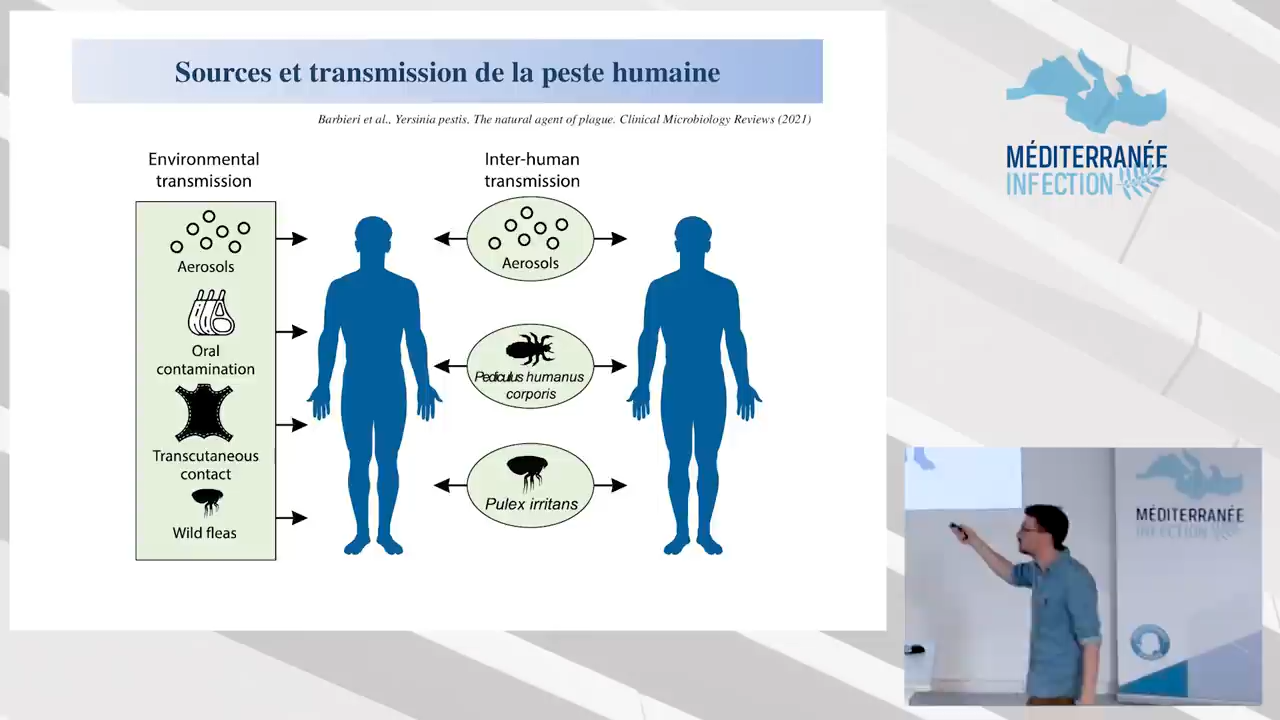 Sources et transmission de la peste humaine
Barbieri et al., Yersinia pestis, The natural agent of plague. Clinical Microbiology Reviews (2021)
Environmental
transmission
Aerosols
Oral
contamination
Transcutaneous
contact
Wild fleas
Inter-human
transmission
Aerosols
Pediculus humanus
corporis
Pulex irritans
MÉDITERRANÉE
INFECTION
MÉDITERRANÉE
INFECTION